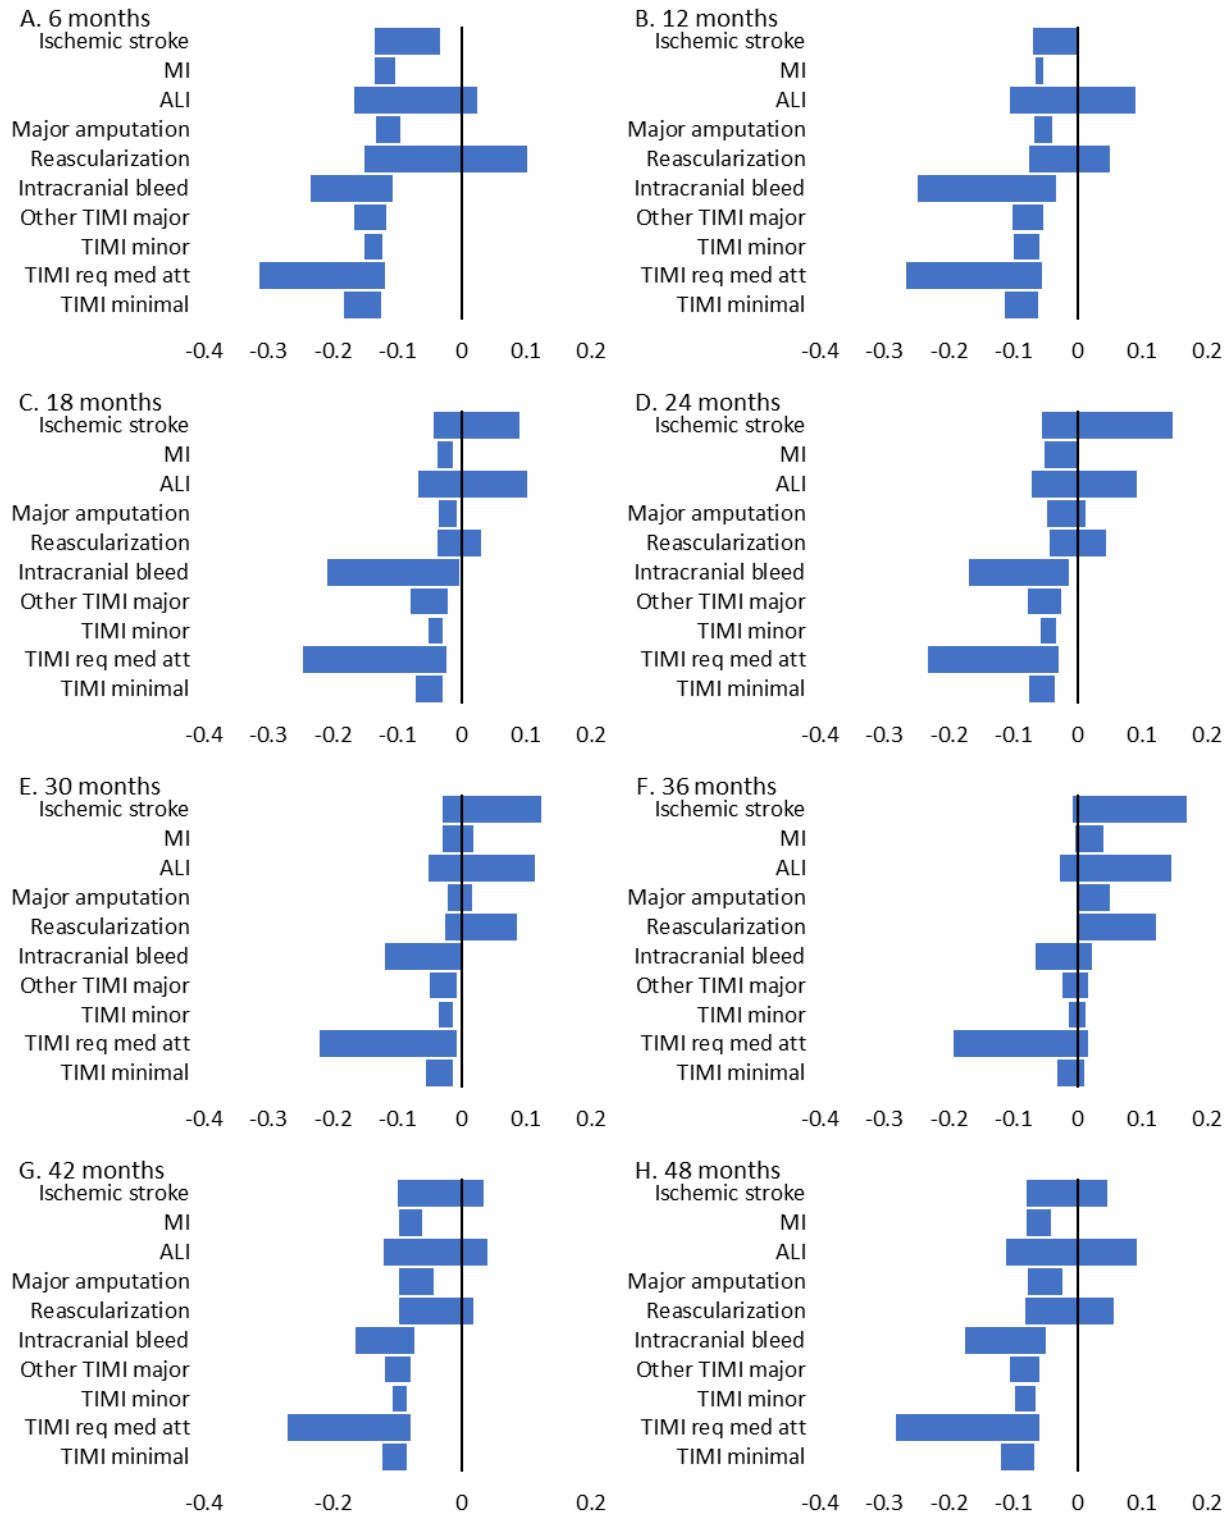 A. 6 months
Ischemic stroke
MI
ALI
Major amputation
Reascularization
Intracranial bleed
Other TIMI major
TIMI minor
TIMI req med att
TIMI minimal
-0.4 -0.3 -0.2 -0.1 0 0.1 0.2
B. 12 months
Ischemic stroke
MI
ALI
Major amputation
Reascularization
Intracranial bleed
Other TIMI major
TIMI minor
TIMI req med att
TIMI minimal
-0.4 -0.3 -0.2 -0.1 0 0.1 0.2
C. 18 months
Ischemic stroke
MI
ALI
Major amputation
Reascularization
Intracranial bleed
Other TIMI major
TIMI minor
TIMI req med att
TIMI minimal
-0.4 -0.3 -0.2 -0.1 0 0.1 0.2
D. 24 months
Ischemic stroke
MI
ALI
Major amputation
Reascularization
Intracranial bleed
Other TIMI major
TIMI minor
TIMI req med att
TIMI minimal
-0.4 -0.3 -0.2 -0.1 0 0.1 0.2
E. 30 months
Ischemic stroke
MI
ALI
Major amputation
Reascularization
Intracranial bleed
Other TIMI major
TIMI minor
TIMI req med att
TIMI minimal
-0.4 -0.3 -0.2 -0.1 0 0.1 0.2
F. 36 months
Ischemic stroke
MI
ALI
Major amputation
Reascularization
Intracranial bleed
Other TIMI major
TIMI minor
TIMI req med att
TIMI minimal
-0.4 -0.3 -0.2 -0.1 0 0.1 0.2
G. 42 months
Ischemic stroke
MI
ALI
Major amputation
Reascularization
Intracranial bleed
Other TIMI major
TIMI minor
TIMI req med att
TIMI minimal
-0.4 -0.2 0 0.2
H. 48 months
Ischemic stroke
MI
ALI
Major amputation
Reascularization
Intracranial bleed
Other TIMI major
TIMI minor
TIMI req med att
TIMI minimal
-0.4 -0.3 -0.2 -0.1 0 0.1 0.2